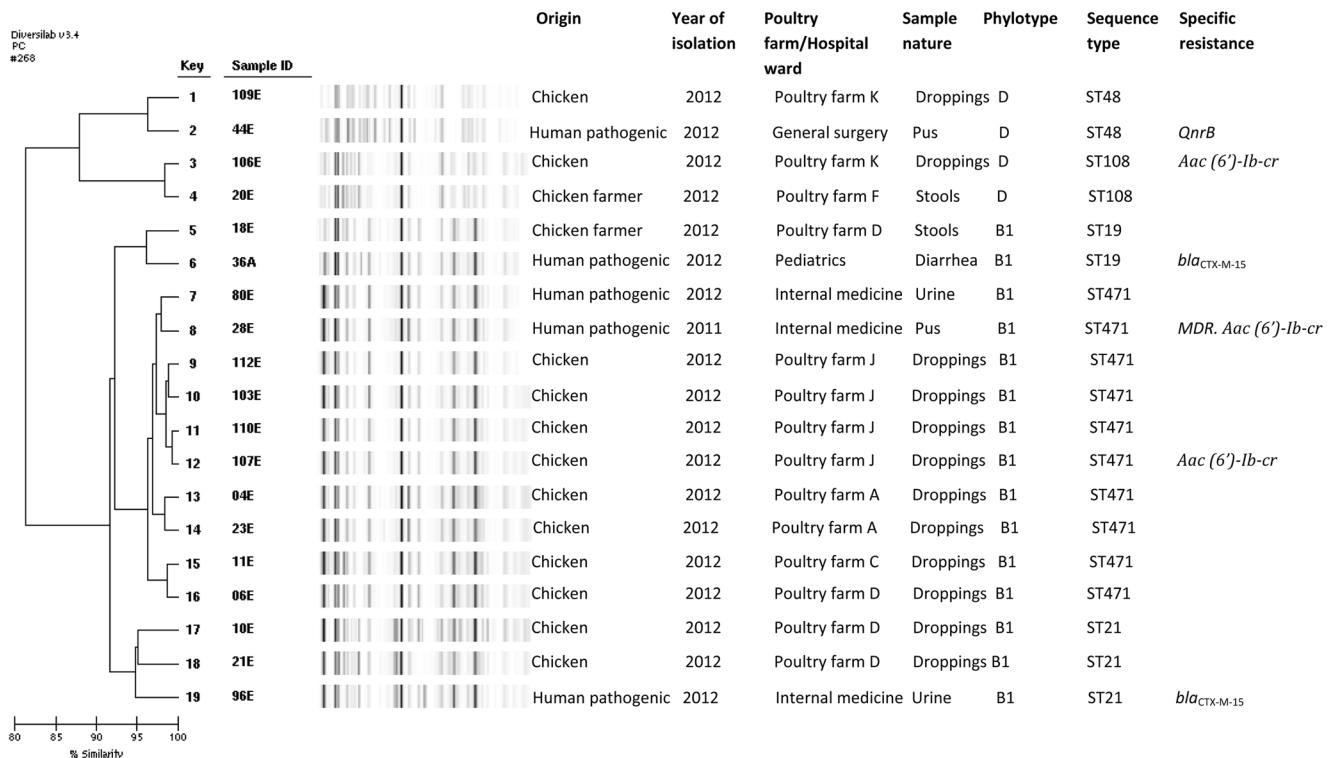 Diversilab v3.4
PC
#268
Key Sample ID Origin Year of isolation Poultry farm/Hospital ward Sample nature Phylotype Sequence type Specific resistance
1 109E Chicken 2012 Poultry farm K Droppings D ST48
2 44E Human pathogenic 2012 General surgery Pus D ST48 QnrB
3 106E Chicken 2012 Poultry farm K Droppings D ST108 Aac (6’)-Ib-cr
4 20E Chicken farmer 2012 Poultry farm F Stools D ST108
5 18E Chicken farmer 2012 Poultry farm D Stools B1 ST19
6 36A Human pathogenic 2012 Pediatrics Diarrhea B1 ST19 blaCTX-M-15
7 80E Human pathogenic 2012 Internal medicine Urine B1 ST471
8 28E Human pathogenic 2011 Internal medicine Pus B1 ST471 MDR. Aac (6’)-Ib-cr
9 112E Chicken 2012 Poultry farm J Droppings B1 ST471
10 103E Chicken 2012 Poultry farm J Droppings B1 ST471
11 110E Chicken 2012 Poultry farm J Droppings B1 ST471
12 107E Chicken 2012 Poultry farm J Droppings B1 ST471 Aac (6’)-Ib-cr
13 04E Chicken 2012 Poultry farm A Droppings B1 ST471
14 23E Chicken 2012 Poultry farm A Droppings B1 ST471
15 11E Chicken 2012 Poultry farm C Droppings B1 ST471
16 06E Chicken 2012 Poultry farm D Droppings B1 ST471
17 10E Chicken 2012 Poultry farm D Droppings B1 ST21
18 21E Chicken 2012 Poultry farm D Droppings B1 ST21
19 96E Human pathogenic 2012 Internal medicine Urine B1 ST21 blaCTX-M-15
80 85 90 95 100
% Similarity